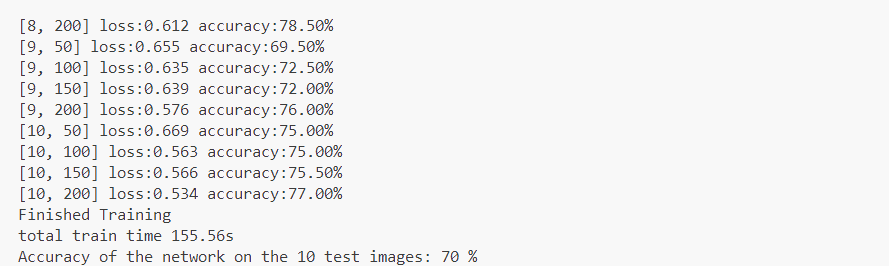 [8, 200] loss:0.612 accuracy:78.50%
[9, 50] loss:0.655 accuracy:69.50%
[9, 100] loss:0.635 accuracy:72.50%
[9, 150] loss:0.639 accuracy:72.00%
[9, 200] loss:0.576 accuracy:76.00%
[10, 50] loss:0.669 accuracy:75.00%
[10, 100] loss:0.563 accuracy:75.00%
[10, 150] loss:0.566 accuracy:75.50%
[10, 200] loss:0.534 accuracy:77.00%
Finished Training
total train time 155.56s
Accuracy of the network on the 10 test images: 70 %